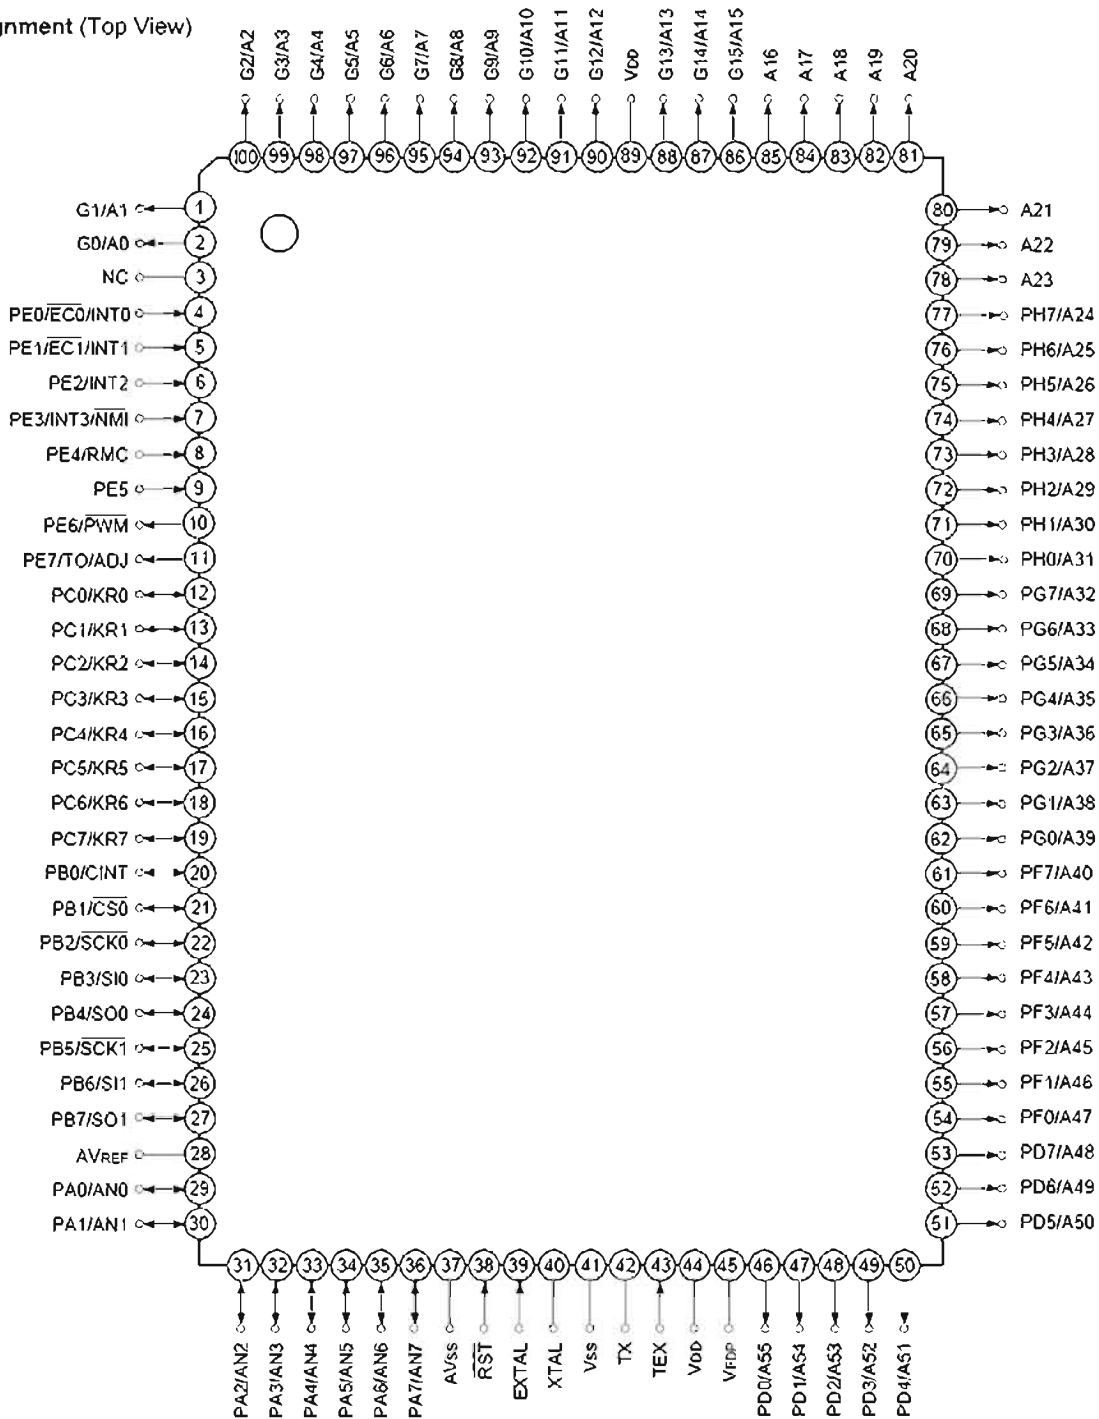 gnment (Top View)
G2/A2
G3/A3
G4/A4
G5/A5
G6/A6
G7/A7
G8/A8
G9/A9
G10/A10
G11/A11
G12/A12
VDD
G13/A13
G14/A14
G15/A15
A16
A17
A18
A19
A20
100 99 98 97 96 95 94 93 92 91 90 89 88 87 86 85 84 83 82 81
G1/A1 1 80 A21
G0/A0 2 79 A22
NC 3 78 A23
PE0/EC0/INT0 4 77 PH7/A24
PE1/EC1/INT1 5 76 PH6/A25
PE2/INT2 6 75 PH5/A26
PE3/INT3/NMI 7 74 PH4/A27
PE4/RMC 8 73 PH3/A28
PE5 9 72 PH2/A29
PE6/PWM 10 71 PH1/A30
PE7/TO/ADJ 11 70 PH0/A31
PC0/KR0 12 69 PG7/A32
PC1/KR1 13 68 PG6/A33
PC2/KR2 14 67 PG5/A34
PC3/KR3 15 66 PG4/A35
PC4/KR4 16 65 PG3/A36
PC5/KR5 17 64 PG2/A37
PC6/KR6 18 63 PG1/A38
PC7/KR7 19 62 PG0/A39
PB0/CINT 20 61 PF7/A40
PB1/CS0 21 60 PF6/A41
PB2/SCK0 22 59 PF5/A42
PB3/SI0 23 58 PF4/A43
PB4/SO0 24 57 PF3/A44
PB5/SCK1 25 56 PF2/A45
PB6/SI1 26 55 PF1/A46
PB7/SO1 27 54 PF0/A47
AVREF 28 53 PD7/A48
PA0/AN0 29 52 PD6/A49
PA1/AN1 30 51 PD5/A50
31 32 33 34 35 36 37 38 39 40 41 42 43 44 45 46 47 48 49 50
PA2/AN2
PA3/AN3
PA4/AN4
PA5/AN5
PA6/AN6
PA7/AN7
AVSS
RST
EXTAL
XTAL
VSS
TX
TEX
VDD
VFDP
PD0/A55
PD1/A54
PD2/A53
PD3/A52
PD4/A51